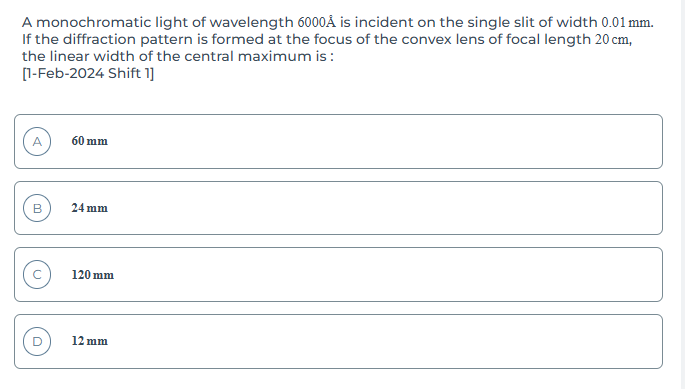 A monochromatic light of wavelength 6000Å is incident on the single slit of width 0.01 mm.
If the diffraction pattern is formed at the focus of the convex lens of focal length 20 cm,
the linear width of the central maximum is :
[1-Feb-2024 Shift 1]
A 60 mm
B 24 mm
C 120 mm
D 12 mm